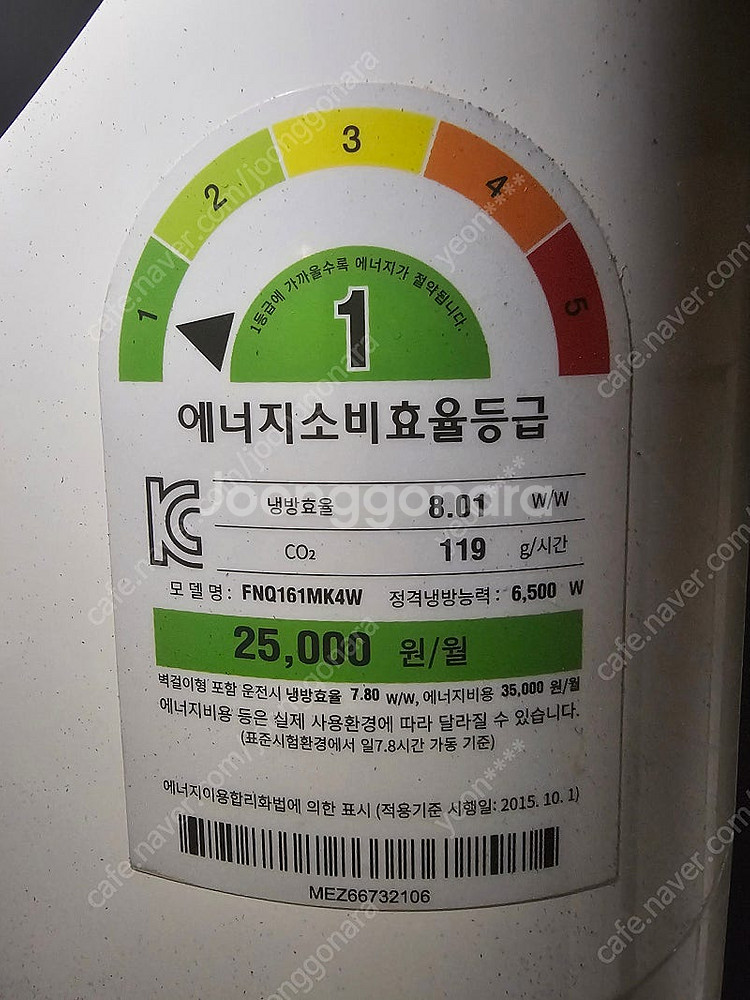 3
2
4
1
5
1등급에 가까울수록 에너지가 절약됩니다.
1
에너지소비효율등급
냉방효율 8.01 W/W
CO₂ 119 g/시간
모델명: FNQ161MK4W 정격냉방능력: 6,500 W
25,000 원/월
벽걸이형 포함 운전시 냉방효율 7.80 W/W, 에너지비용 35,000 원/월
에너지비용 등은 실제 사용환경에 따라 달라질 수 있습니다.
(표준시험환경에서 일7.8시간 가동 기준)
에너지이용합리화법에 의한 표시 (적용기준 시행일: 2015. 10. 1)
MEZ66732106
Joonggonara
cafe.naver.com/joonggonara
yeon****